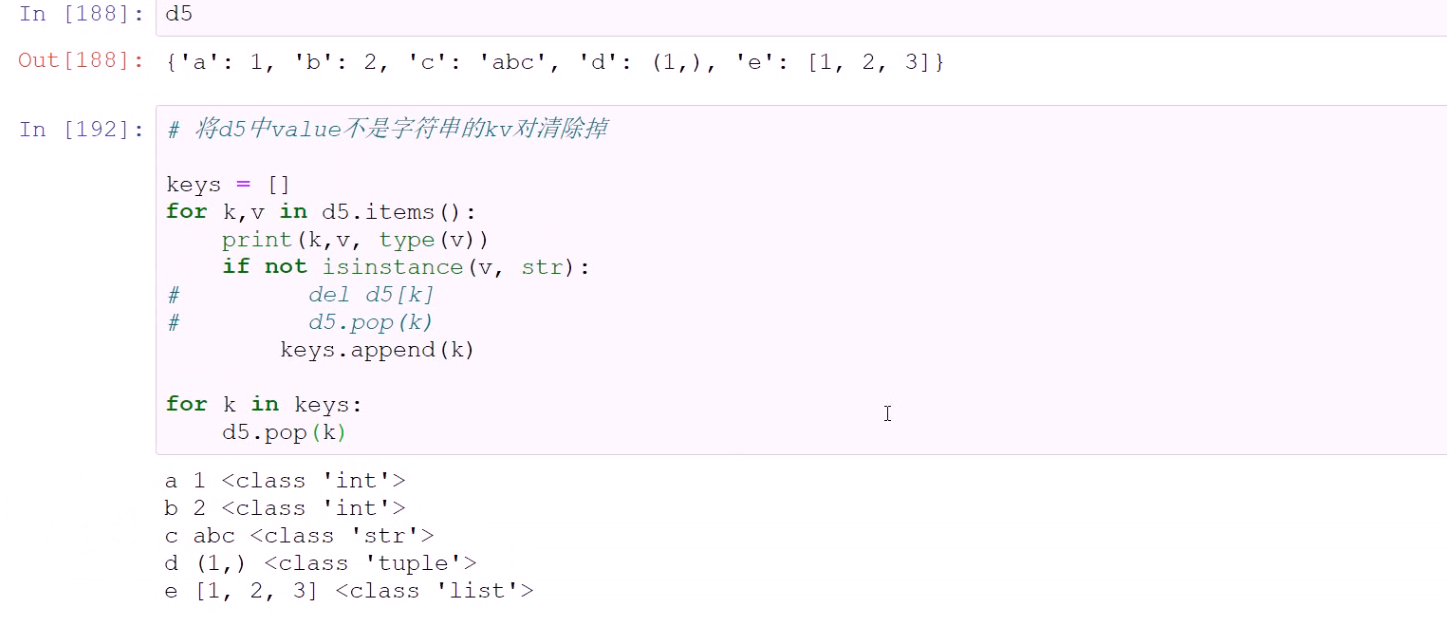 In [188]: d5
Out[188]: {'a': 1, 'b': 2, 'c': 'abc', 'd': (1,), 'e': [1, 2, 3]}
In [192]: # 将d5中value不是字符串的kv对清除掉
keys = []
for k,v in d5.items():
    print(k,v, type(v))
    if not isinstance(v, str):
#         del d5[k]
#         d5.pop(k)
        keys.append(k)
for k in keys:
    d5.pop(k)
a 1 <class 'int'>
b 2 <class 'int'>
c abc <class 'str'>
d (1,) <class 'tuple'>
e [1, 2, 3] <class 'list'>